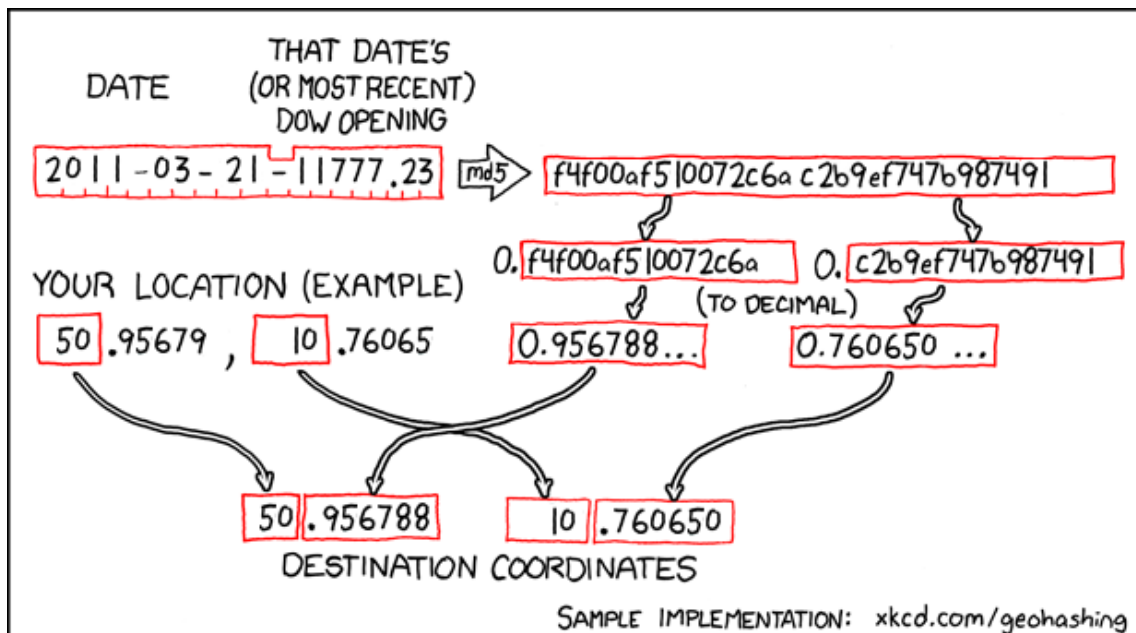 DATE
THAT DATE'S
(OR MOST RECENT)
DOW OPENING
2011-03-21-11777.23
md5
f4f00af510072c6ac2b9ef747b987491
0.f4f00af510072c6a
0.c2b9ef747b987491
YOUR LOCATION (EXAMPLE)
(TO DECIMAL)
50.95679, 10.76065
0.956788...
0.760650...
50.956788
10.760650
DESTINATION COORDINATES
SAMPLE IMPLEMENTATION: xkcd.com/geohashing